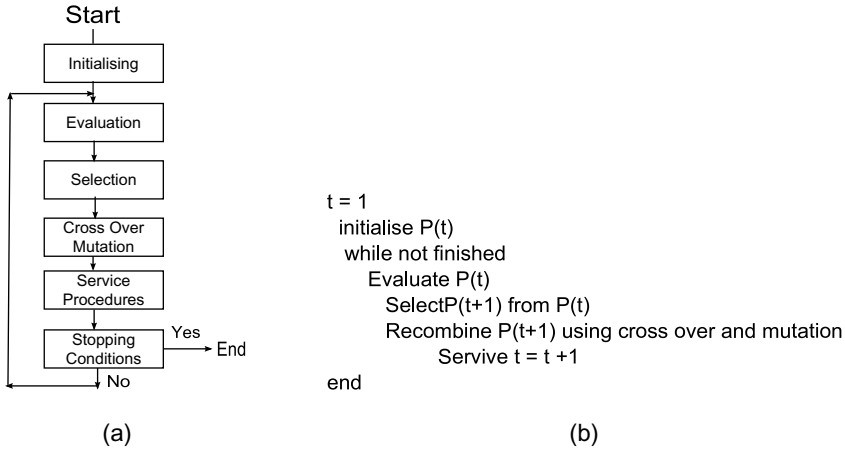 Start
Initialising
Evaluation
Selection
Cross Over
Mutation
Service
Procedures
Stopping
Conditions
Yes
End
No
(a)
t = 1
initialise P(t)
while not finished
Evaluate P(t)
SelectP(t+1) from P(t)
Recombine P(t+1) using cross over and mutation
Servive t = t +1
end
(b)